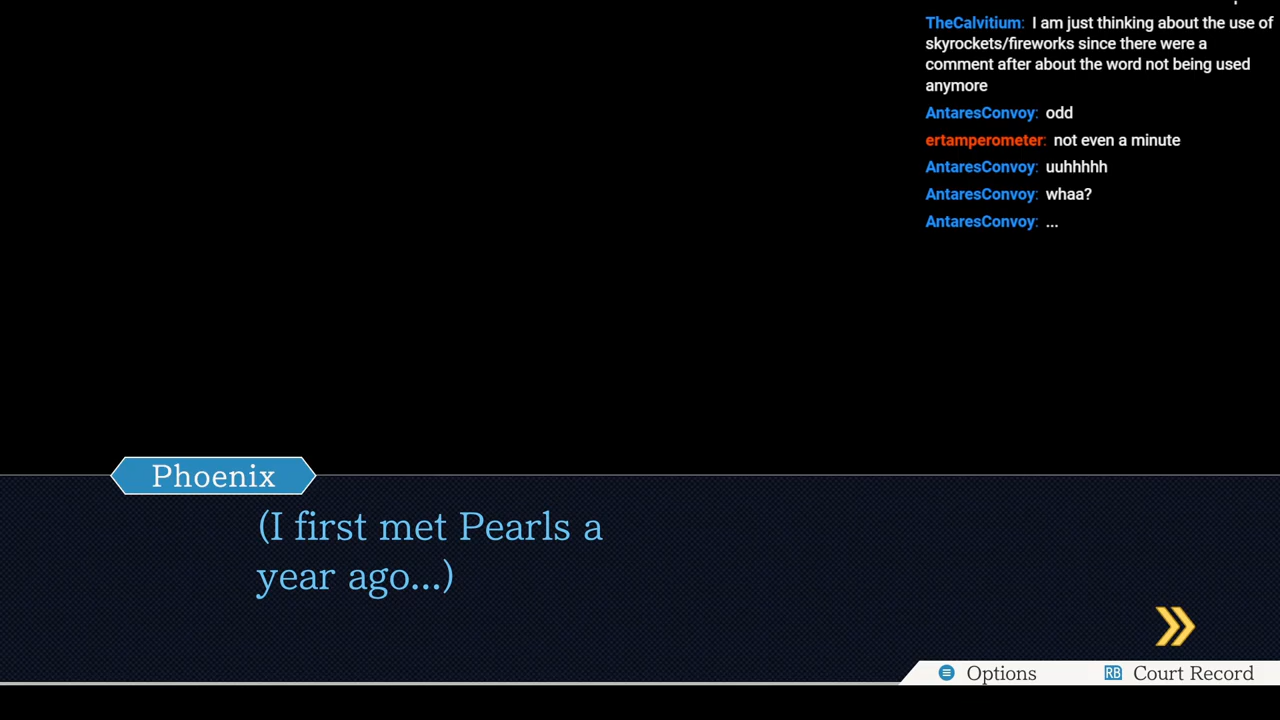 TheCalvitium: I am just thinking about the use of
skyrockets/fireworks since there were a
comment after about the word not being used
anymore
AntaresConvoy: odd
ertamperometer: not even a minute
AntaresConvoy: uuhhhhh
AntaresConvoy: whaa?
AntaresConvoy: ...
Phoenix
(I first met Pearls a
year ago...)
Options
RB Court Record